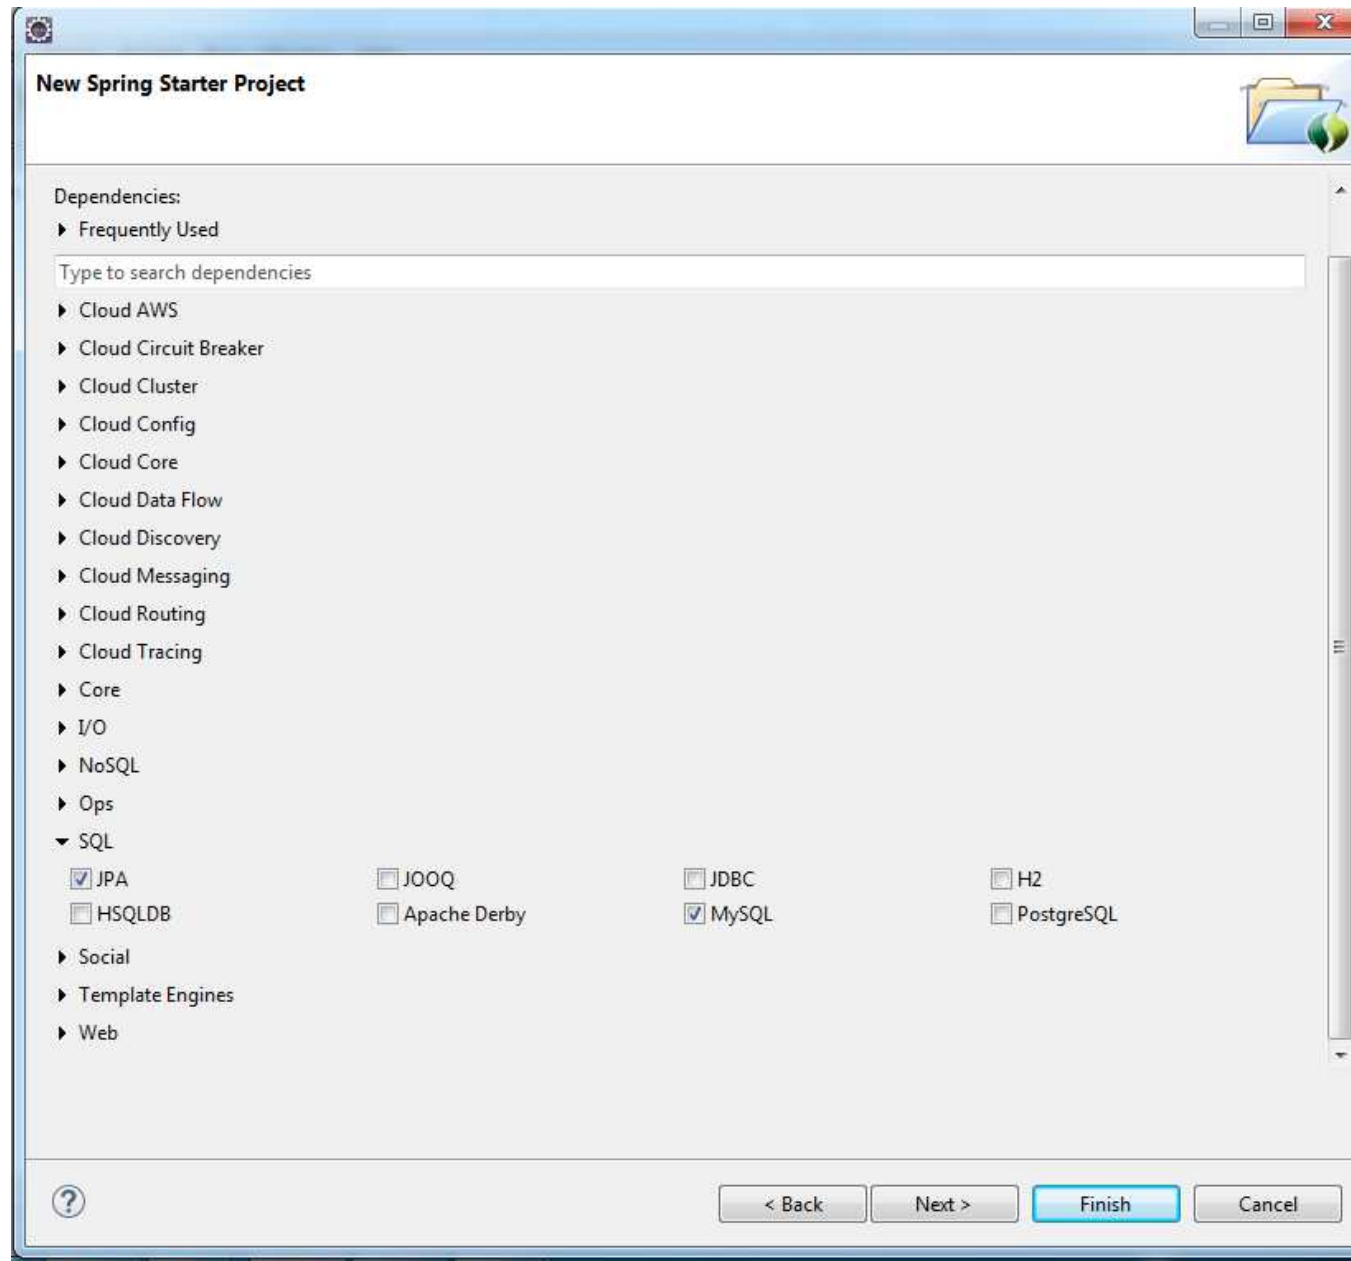 New Spring Starter Project
Dependencies:
Frequently Used
Type to search dependencies
Cloud AWS
Cloud Circuit Breaker
Cloud Cluster
Cloud Config
Cloud Core
Cloud Data Flow
Cloud Discovery
Cloud Messaging
Cloud Routing
Cloud Tracing
Core
I/O
NoSQL
Ops
SQL
JPA JOOQ JDBC H2
HSQLDB Apache Derby MySQL PostgreSQL
Social
Template Engines
Web
? < Back Next > Finish Cancel